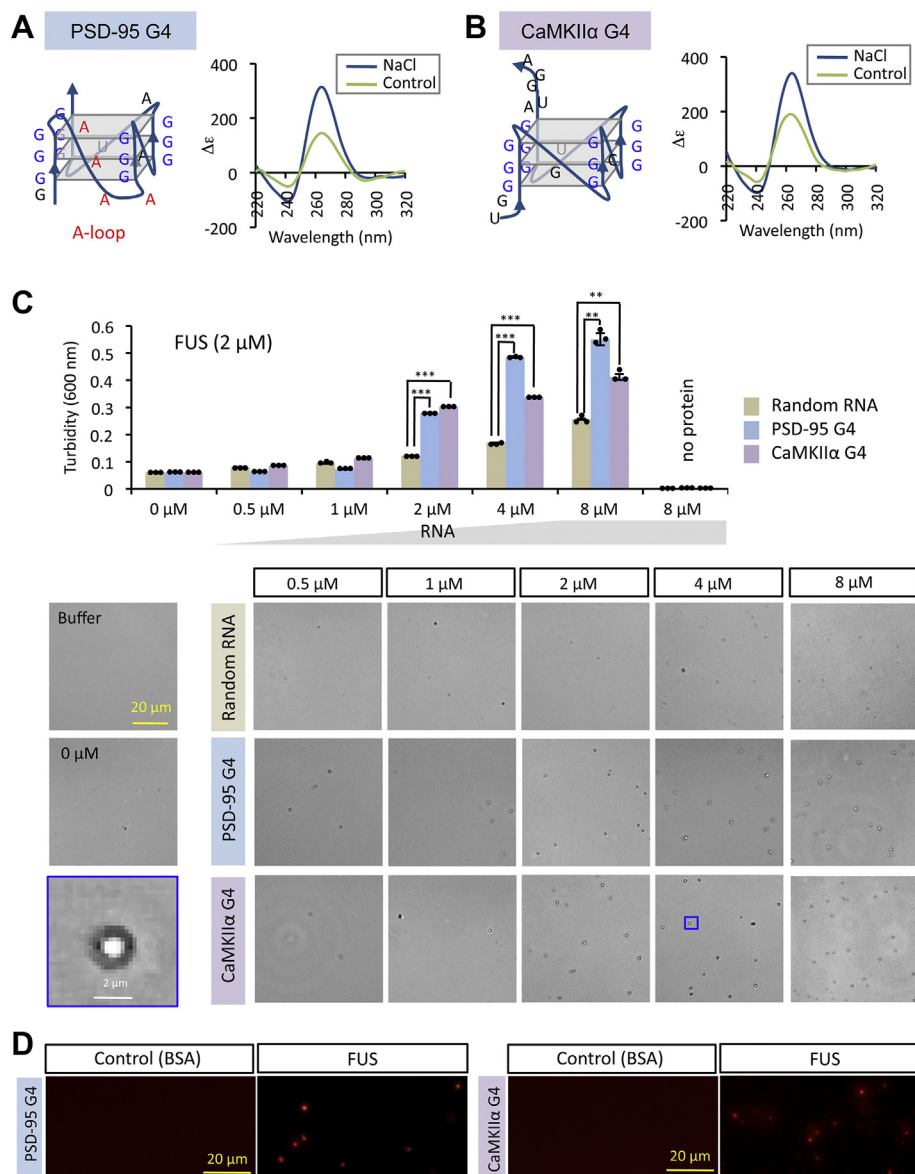 A
PSD-95 G4
A
G
G
G
G
G
G
A
U
A
A
G
G
G
G
G
G
A
A
A-loop
400
200
0
-200
Δε
220
240
260
280
300
320
Wavelength (nm)
NaCl
Control
B
CaMKIIα G4
A
G
G
A
U
G
G
G
G
G
U
G
G
G
G
G
G
G
G
U
400
200
0
-200
Δε
220
240
260
280
300
320
Wavelength (nm)
NaCl
Control
C
FUS (2 µM)
Turbidity (600 nm)
0.6
0.5
0.4
0.3
0.2
0.1
0
***
***
***
***
**
**
no protein
Random RNA
PSD-95 G4
CaMKIIα G4
0 µM
0.5 µM
1 µM
2 µM
4 µM
8 µM
8 µM
RNA
0.5 µM
1 µM
2 µM
4 µM
8 µM
Buffer
20 µm
0 µM
2 µm
Random RNA
PSD-95 G4
CaMKIIα G4
D
Control (BSA)
FUS
Control (BSA)
FUS
PSD-95 G4
20 µm
CaMKIIα G4
20 µm